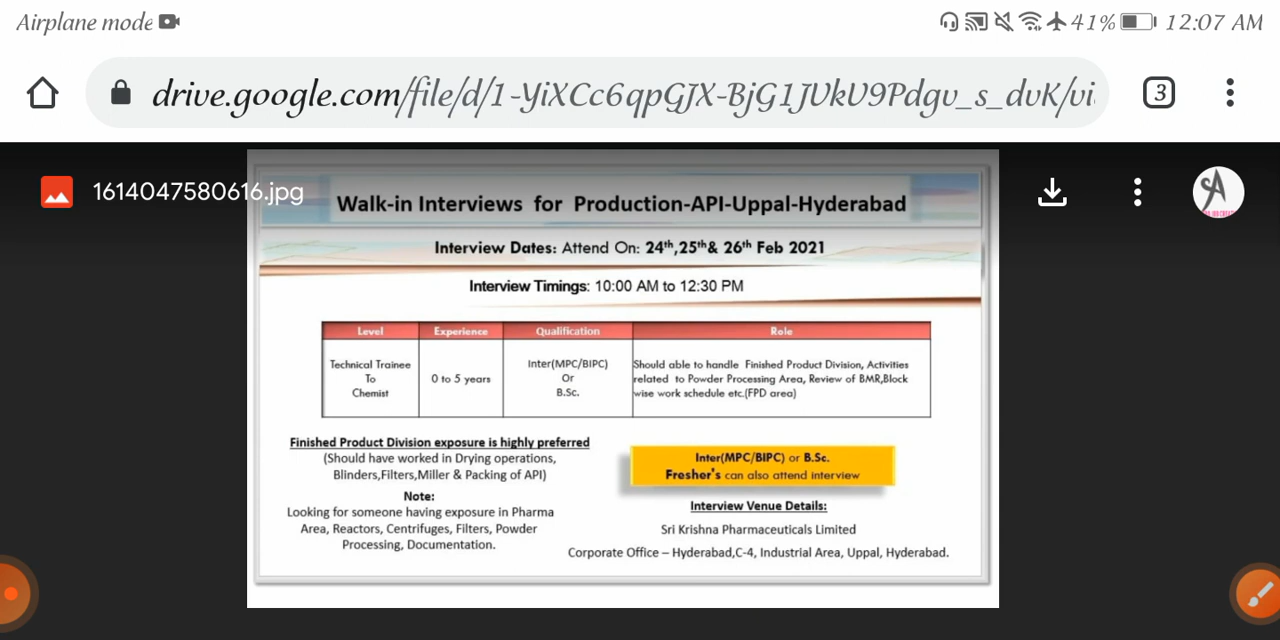 Airplane mode
41% 12:07 AM
drive.google.com/file/d/1-YiXCc6qpGJX-BjG1JVkU9Pdgv_s_dvK/vi
3
1614047580616.jpg
SA
Walk-in Interviews for Production-API-Uppal-Hyderabad
Interview Dates: Attend On: 24th,25th& 26th Feb 2021
Interview Timings: 10:00 AM to 12:30 PM
Level Experience Qualification Role
Technical Trainee
To
Chemist
0 to 5 years
Inter(MPC/BIPC)
Or
B.Sc.
Should able to handle Finished Product Division, Activities
related to Powder Processing Area, Review of BMR,Block
wise work schedule etc.(FPD area)
Finished Product Division exposure is highly preferred
(Should have worked in Drying operations,
Blinders,Filters,Miller & Packing of API)
Note:
Looking for someone having exposure in Pharma
Area, Reactors, Centrifuges, Filters, Powder
Processing, Documentation.
Inter(MPC/BIPC) or B.Sc.
Fresher's can also attend interview
Interview Venue Details:
Sri Krishna Pharmaceuticals Limited
Corporate Office – Hyderabad,C-4, Industrial Area, Uppal, Hyderabad.